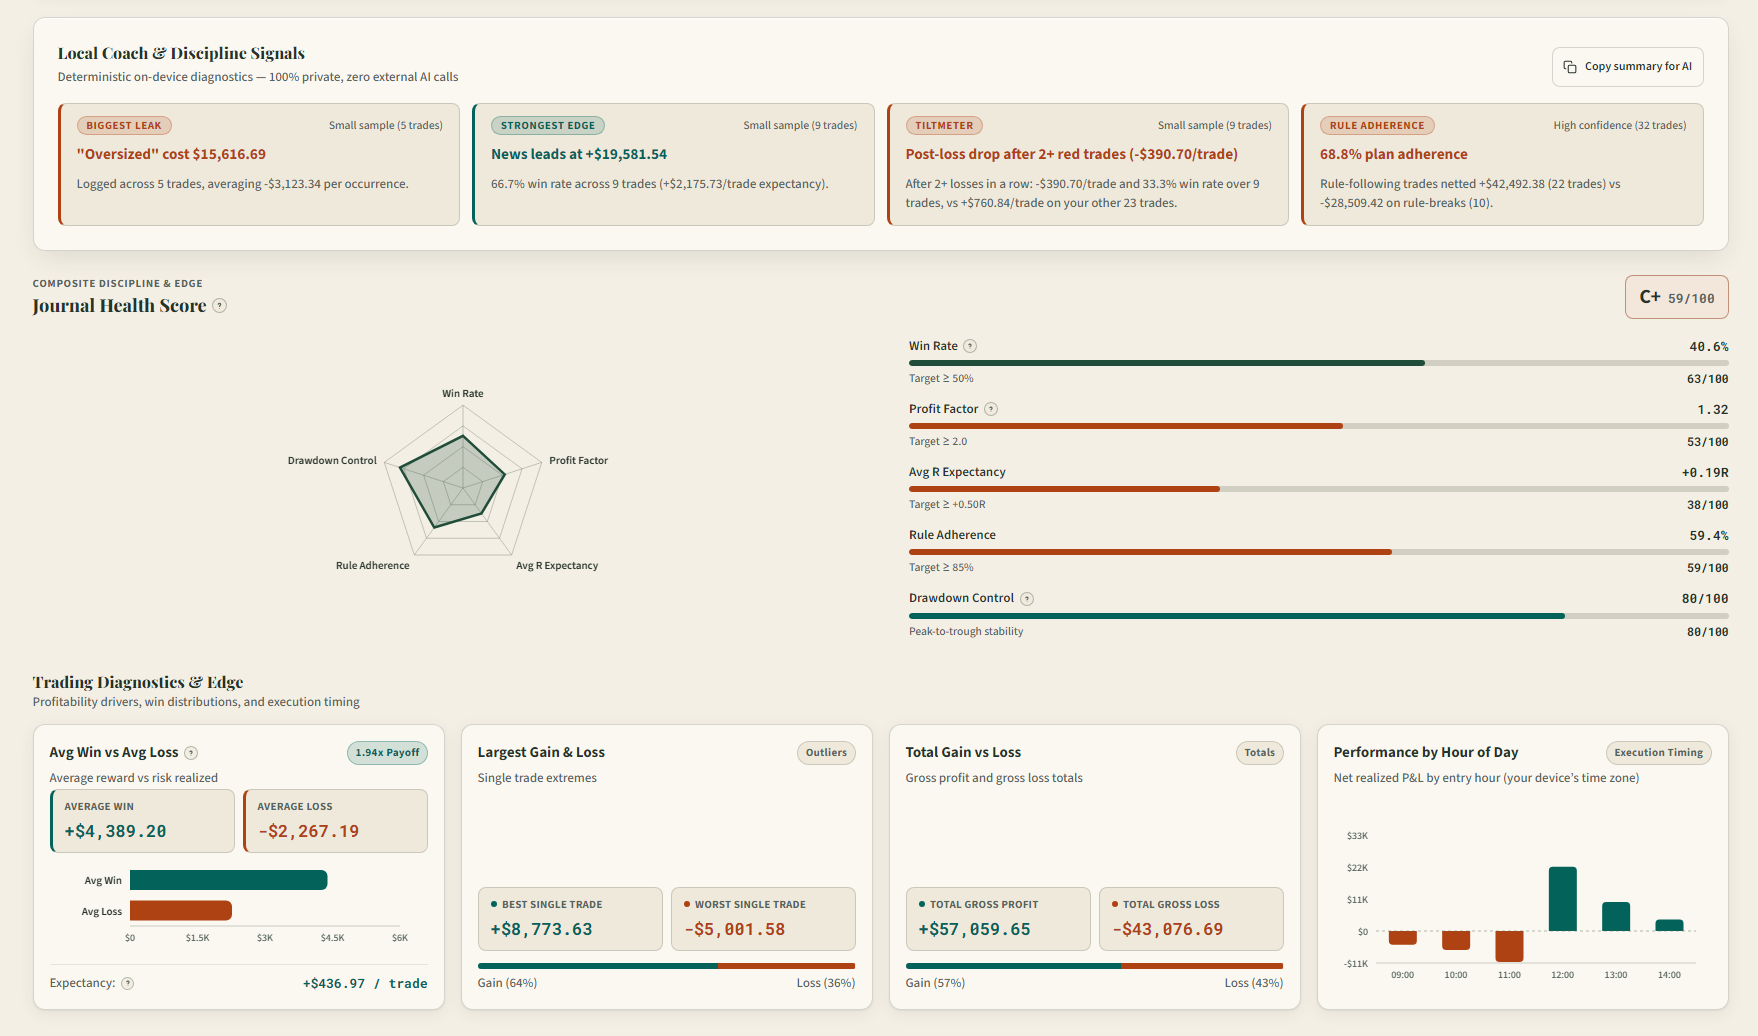 Local Coach & Discipline Signals
Deterministic on-device diagnostics — 100% private, zero external AI calls
Copy summary for AI
BIGGEST LEAK
Small sample (5 trades)
"Oversized" cost $15,616.69
Logged across 5 trades, averaging -$3,123.34 per occurrence.
STRONGEST EDGE
Small sample (9 trades)
News leads at +$19,581.54
66.7% win rate across 9 trades (+$2,175.73/trade expectancy).
TILTMETER
Small sample (9 trades)
Post-loss drop after 2+ red trades (-$390.70/trade)
After 2+ losses in a row: -$390.70/trade and 33.3% win rate over 9
trades, vs +$760.84/trade on your other 23 trades.
RULE ADHERENCE
High confidence (32 trades)
68.8% plan adherence
Rule-following trades netted +$42,492.38 (22 trades) vs
-$28,509.42 on rule-breaks (10).
COMPOSITE DISCIPLINE & EDGE
Journal Health Score ?
C+ 59/100
Win Rate
Drawdown Control
Profit Factor
Rule Adherence
Avg R Expectancy
Win Rate ?
40.6%
Target ≥ 50%
63/100
Profit Factor ?
1.32
Target ≥ 2.0
53/100
Avg R Expectancy
+0.19R
Target ≥ +0.50R
38/100
Rule Adherence
59.4%
Target ≥ 85%
59/100
Drawdown Control ?
80/100
Peak-to-trough stability
80/100
Trading Diagnostics & Edge
Profitability drivers, win distributions, and execution timing
Avg Win vs Avg Loss ?
1.94x Payoff
Average reward vs risk realized
AVERAGE WIN
+$4,389.20
AVERAGE LOSS
-$2,267.19
Avg Win
Avg Loss
$0 $1.5K $3K $4.5K $6K
Expectancy: ?
+$436.97 / trade
Largest Gain & Loss
Outliers
Single trade extremes
BEST SINGLE TRADE
+$8,773.63
WORST SINGLE TRADE
-$5,001.58
Gain (64%)
Loss (36%)
Total Gain vs Loss
Totals
Gross profit and gross loss totals
TOTAL GROSS PROFIT
+$57,059.65
TOTAL GROSS LOSS
-$43,076.69
Gain (57%)
Loss (43%)
Performance by Hour of Day
Execution Timing
Net realized P&L by entry hour (your device's time zone)
$33K
$22K
$11K
$0
-$11K
09:00 10:00 11:00 12:00 13:00 14:00